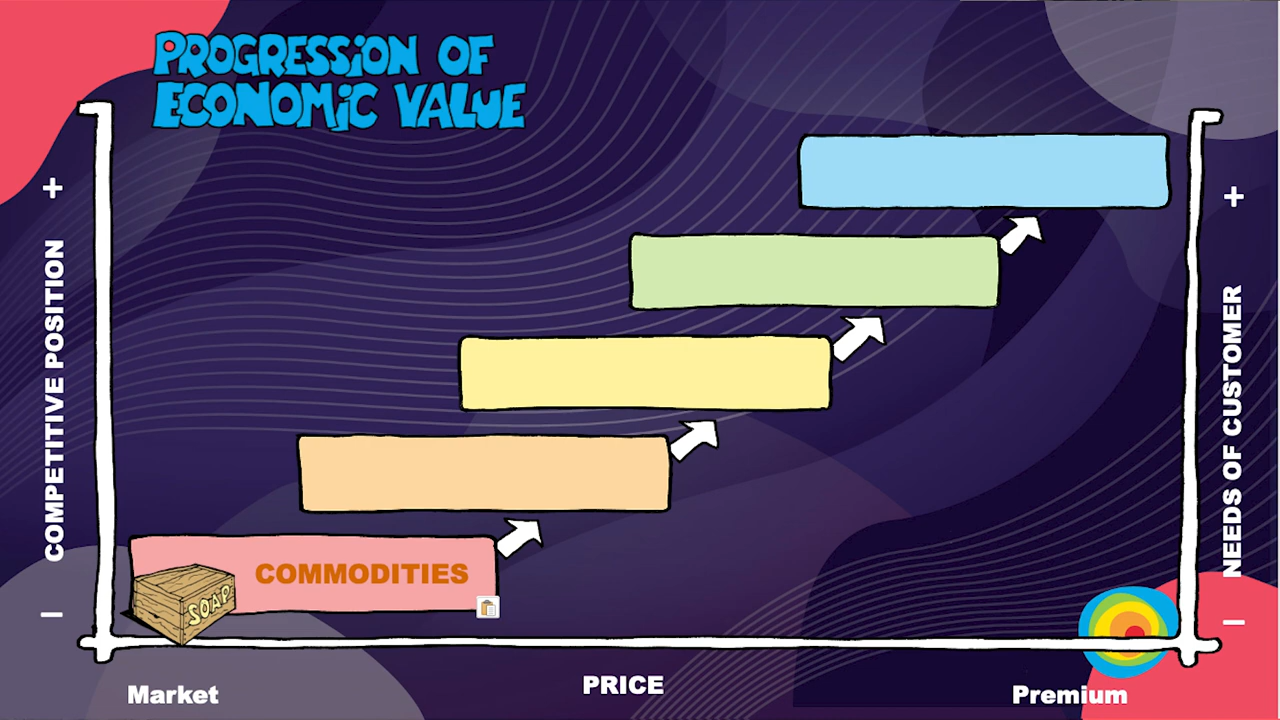 PROGRESSION OF
ECONOMIC VALUE
+
COMPETITIVE POSITION
–
+
NEEDS OF CUSTOMER
–
COMMODITIES
SOAP
Market
PRICE
Premium